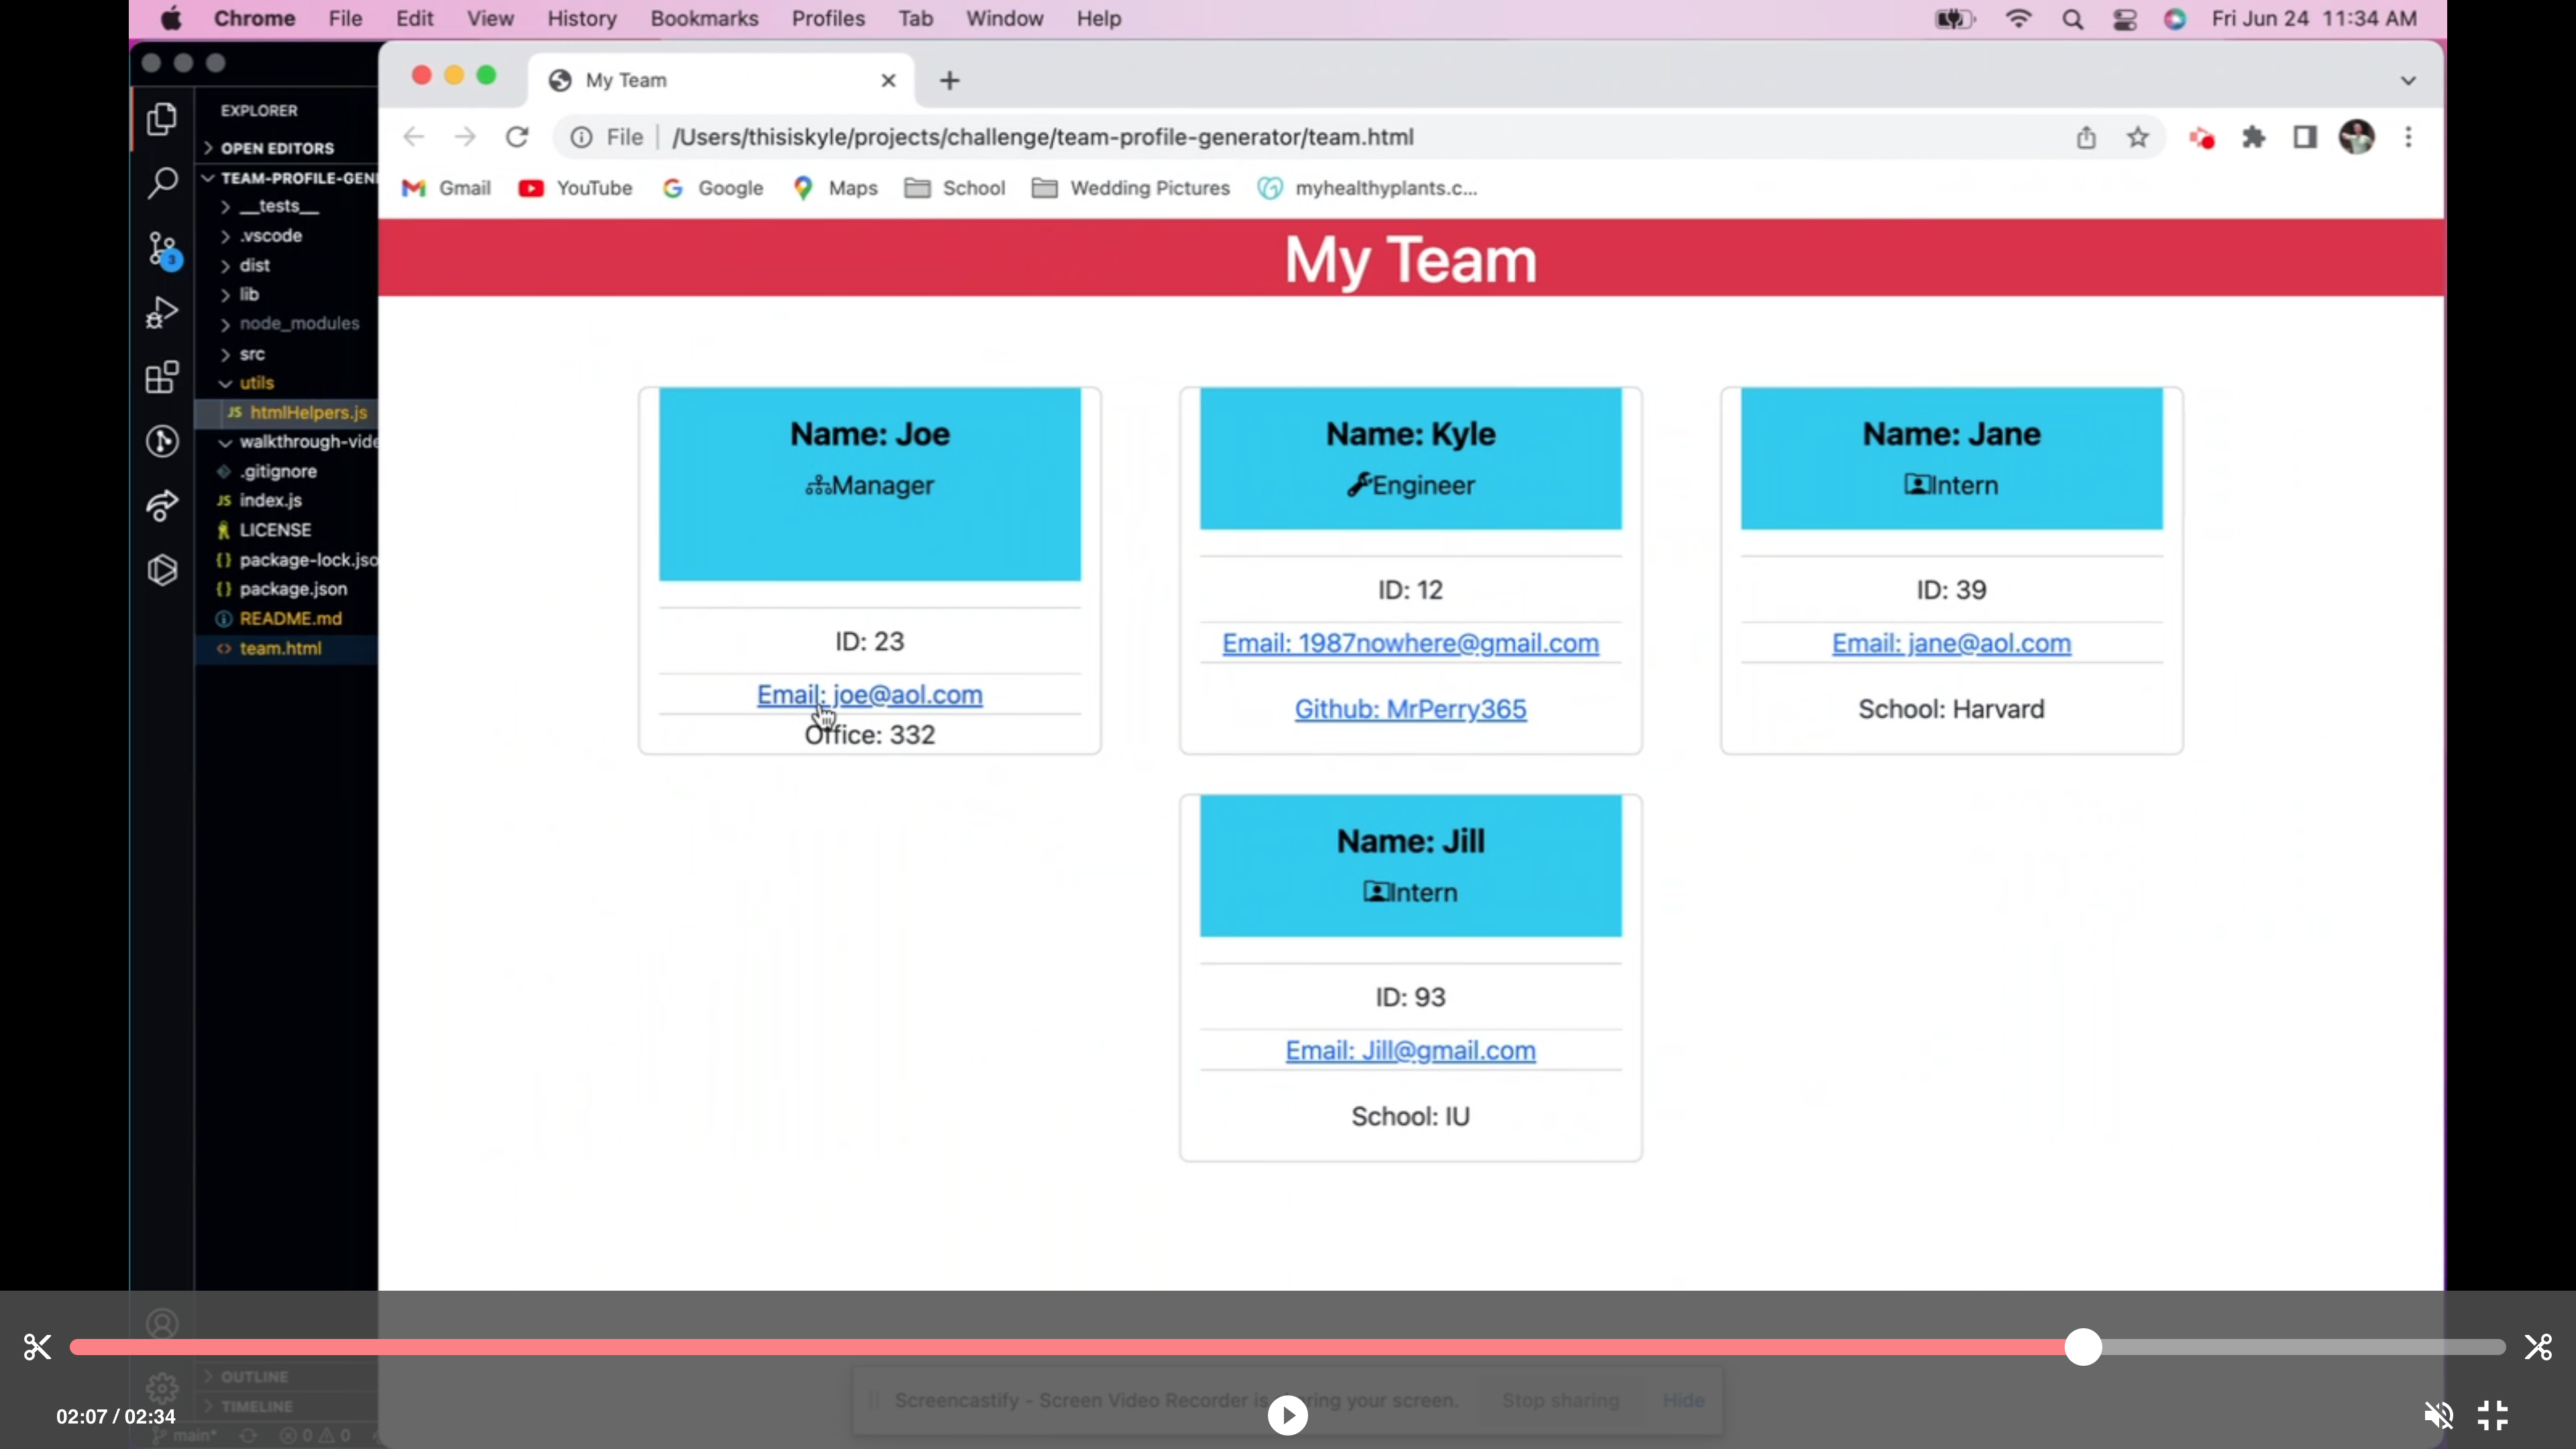 Chrome File Edit View History Bookmarks Profiles Tab Window Help Fri Jun 24 11:34 AM
My Team
File /Users/thisiskyle/projects/challenge/team-profile-generator/team.html
Gmail YouTube Google Maps School Wedding Pictures myhealthyplants.c...
EXPLORER
OPEN EDITORS
TEAM-PROFILE-GEN
__tests__
.vscode
dist
lib
node_modules
src
utils
JS htmlHelpers.js
walkthrough-vide
.gitignore
JS index.js
LICENSE
{} package-lock.jso
{} package.json
README.md
<> team.html
3
My Team
Name: Joe
Manager
ID: 23
Email: joe@aol.com
Office: 332
Name: Kyle
Engineer
ID: 12
Email: 1987nowhere@gmail.com
Github: MrPerry365
Name: Jane
Intern
ID: 39
Email: jane@aol.com
School: Harvard
Name: Jill
Intern
ID: 93
Email: Jill@gmail.com
School: IU
OUTLINE
TIMELINE
main* 0 0
Screencastify - Screen Video Recorder is ring your screen. Stop sharing Hide
02:07 / 02:34